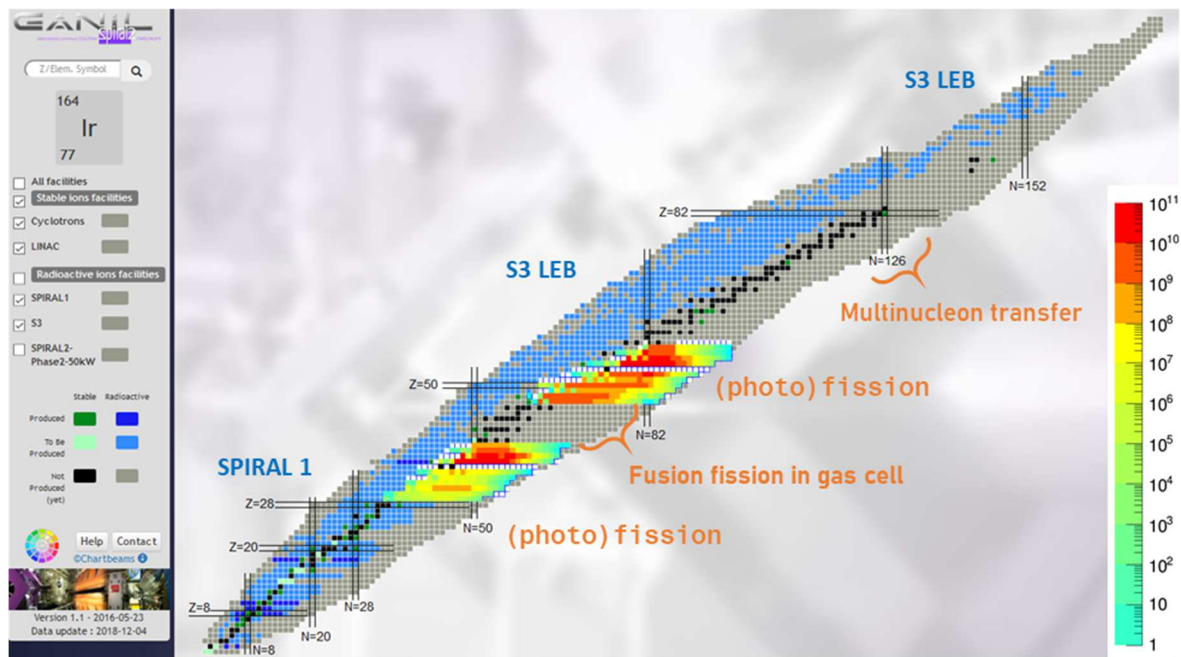 GANIL
spiral2
Z/Elem. Symbol
164
Ir
77
All facilities
Stable ions facilities
Cyclotrons
LINAC
Radioactive ions facilities
SPIRAL1
S3
SPIRAL2-
Phase2-50kW
Stable Radioactive
Produced
To Be
Produced
Not
Produced
(yet)
Help Contact
©Chartbeams
Version 1.1 - 2016-05-23
Data update : 2018-12-04
S3 LEB
N=152
Z=82
N=126
S3 LEB
Multinucleon transfer
Z=50
(photo)fission
N=82
SPIRAL 1
Fusion fission in gas cell
Z=28
N=50
(photo)fission
Z=20
N=28
Z=8
N=20
N=8
10¹¹
10¹⁰
10⁹
10⁸
10⁷
10⁶
10⁵
10⁴
10³
10²
10
1